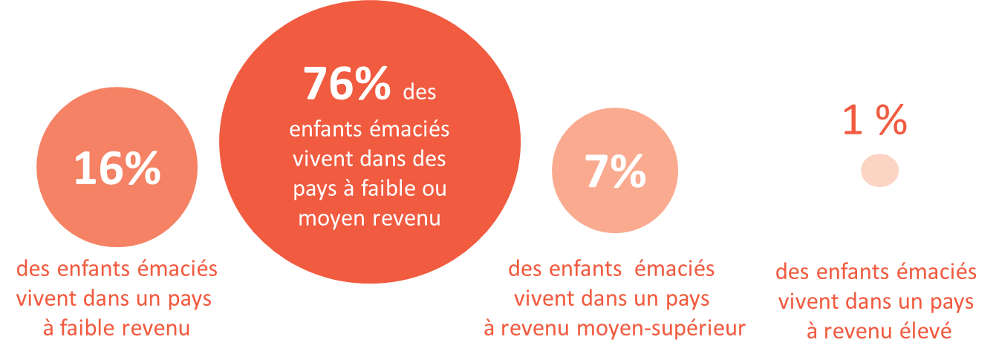 16%
des enfants émaciés
vivent dans un pays
à faible revenu
76% des
enfants émaciés
vivent dans des
pays à faible ou
moyen revenu
7%
des enfants  émaciés
vivent dans un pays
à revenu moyen-supérieur
1 %
des enfants émaciés
vivent dans un pays
à revenu élevé